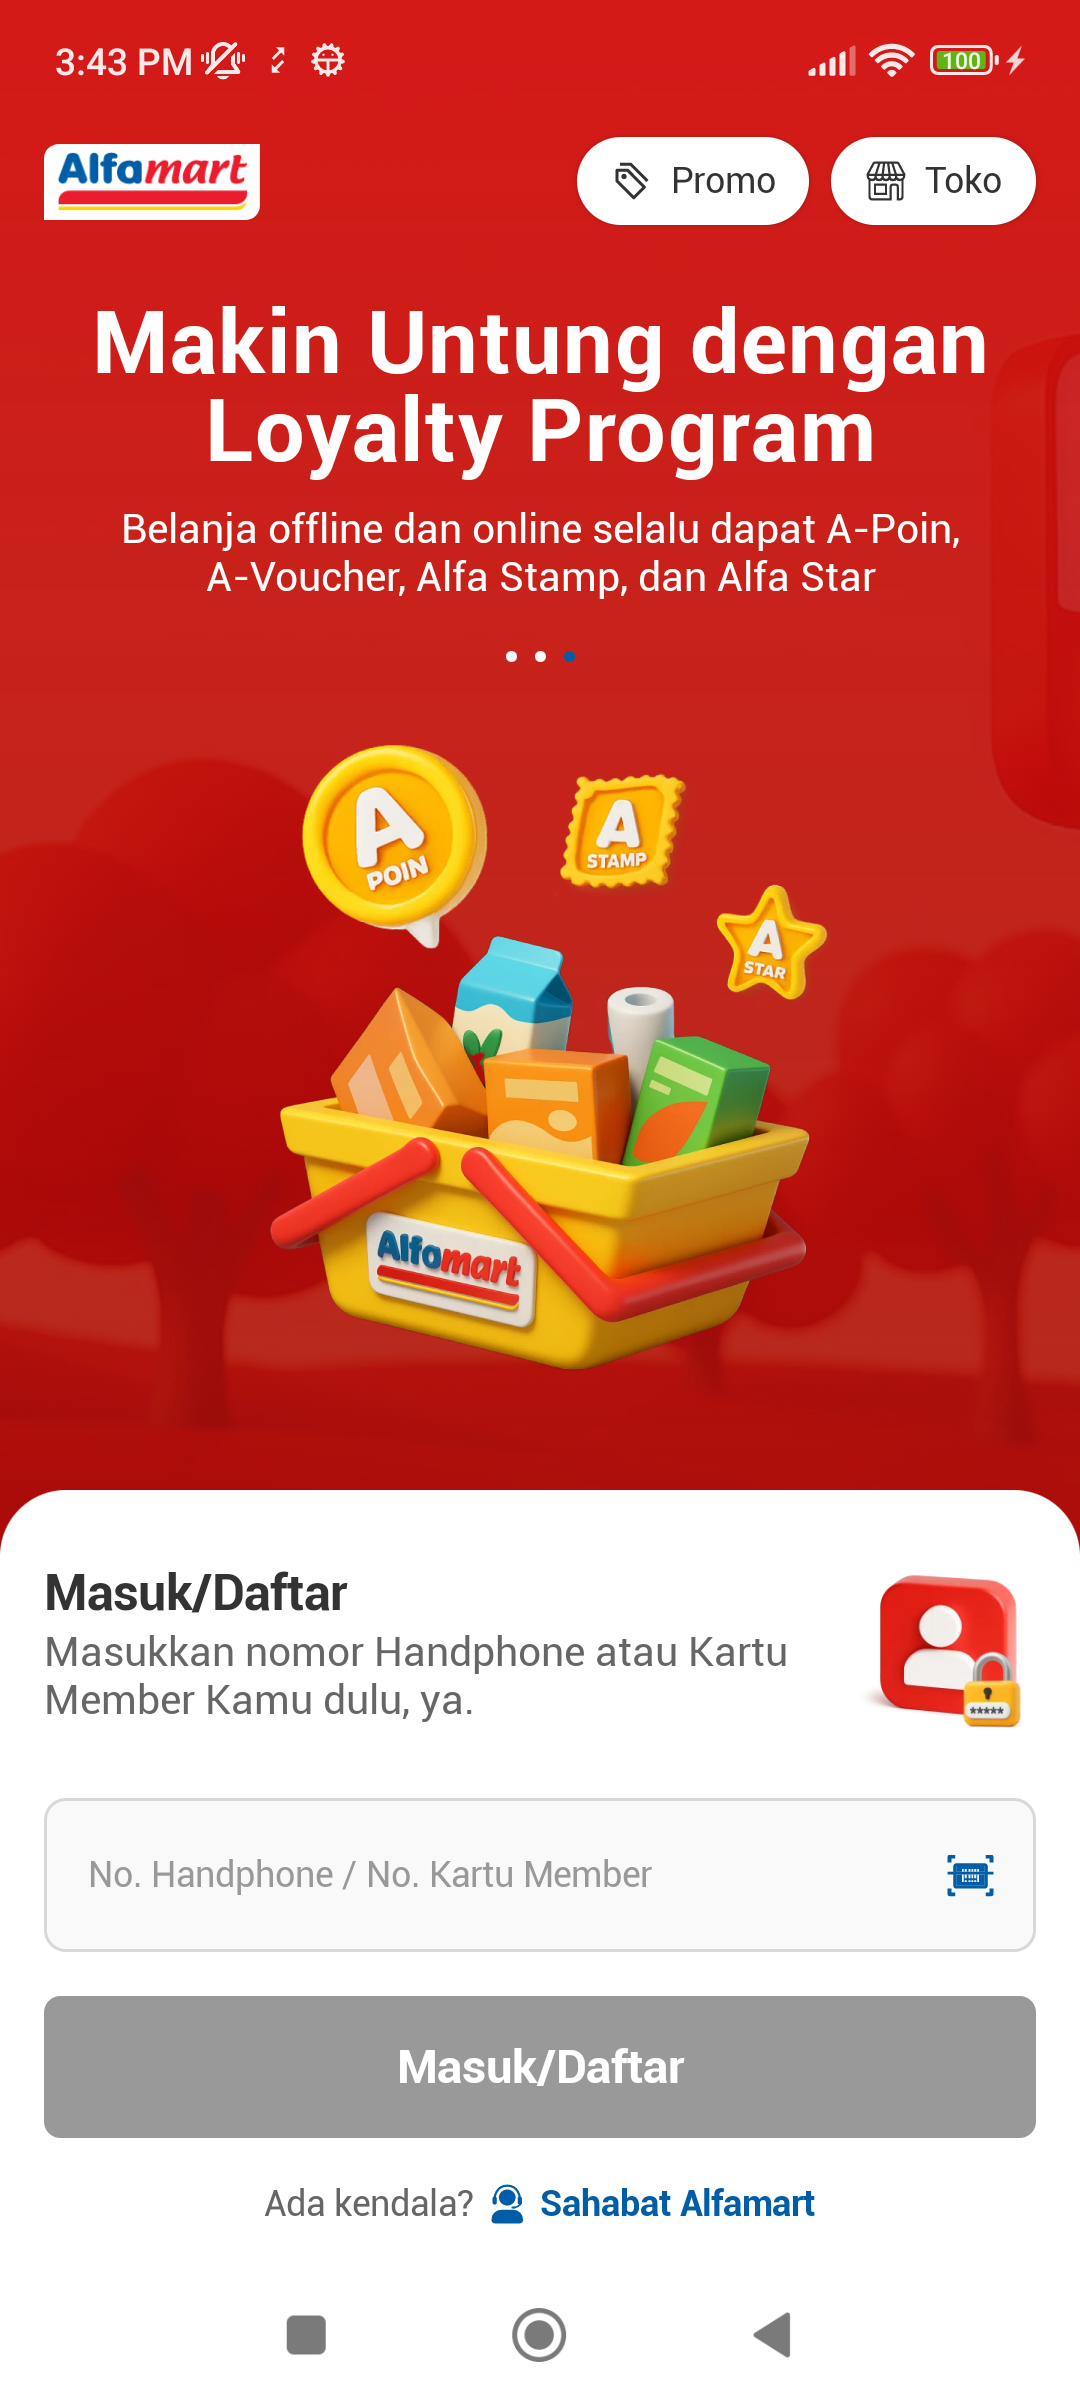 3:43 PM
100
Alfamart
Promo
Toko
Makin Untung dengan
Loyalty Program
Belanja offline dan online selalu dapat A-Poin,
A-Voucher, Alfa Stamp, dan Alfa Star
A
POIN
A
STAMP
A
STAR
Alfamart
Masuk/Daftar
Masukkan nomor Handphone atau Kartu
Member Kamu dulu, ya.
*****
No. Handphone / No. Kartu Member
Masuk/Daftar
Ada kendala? Sahabat Alfamart